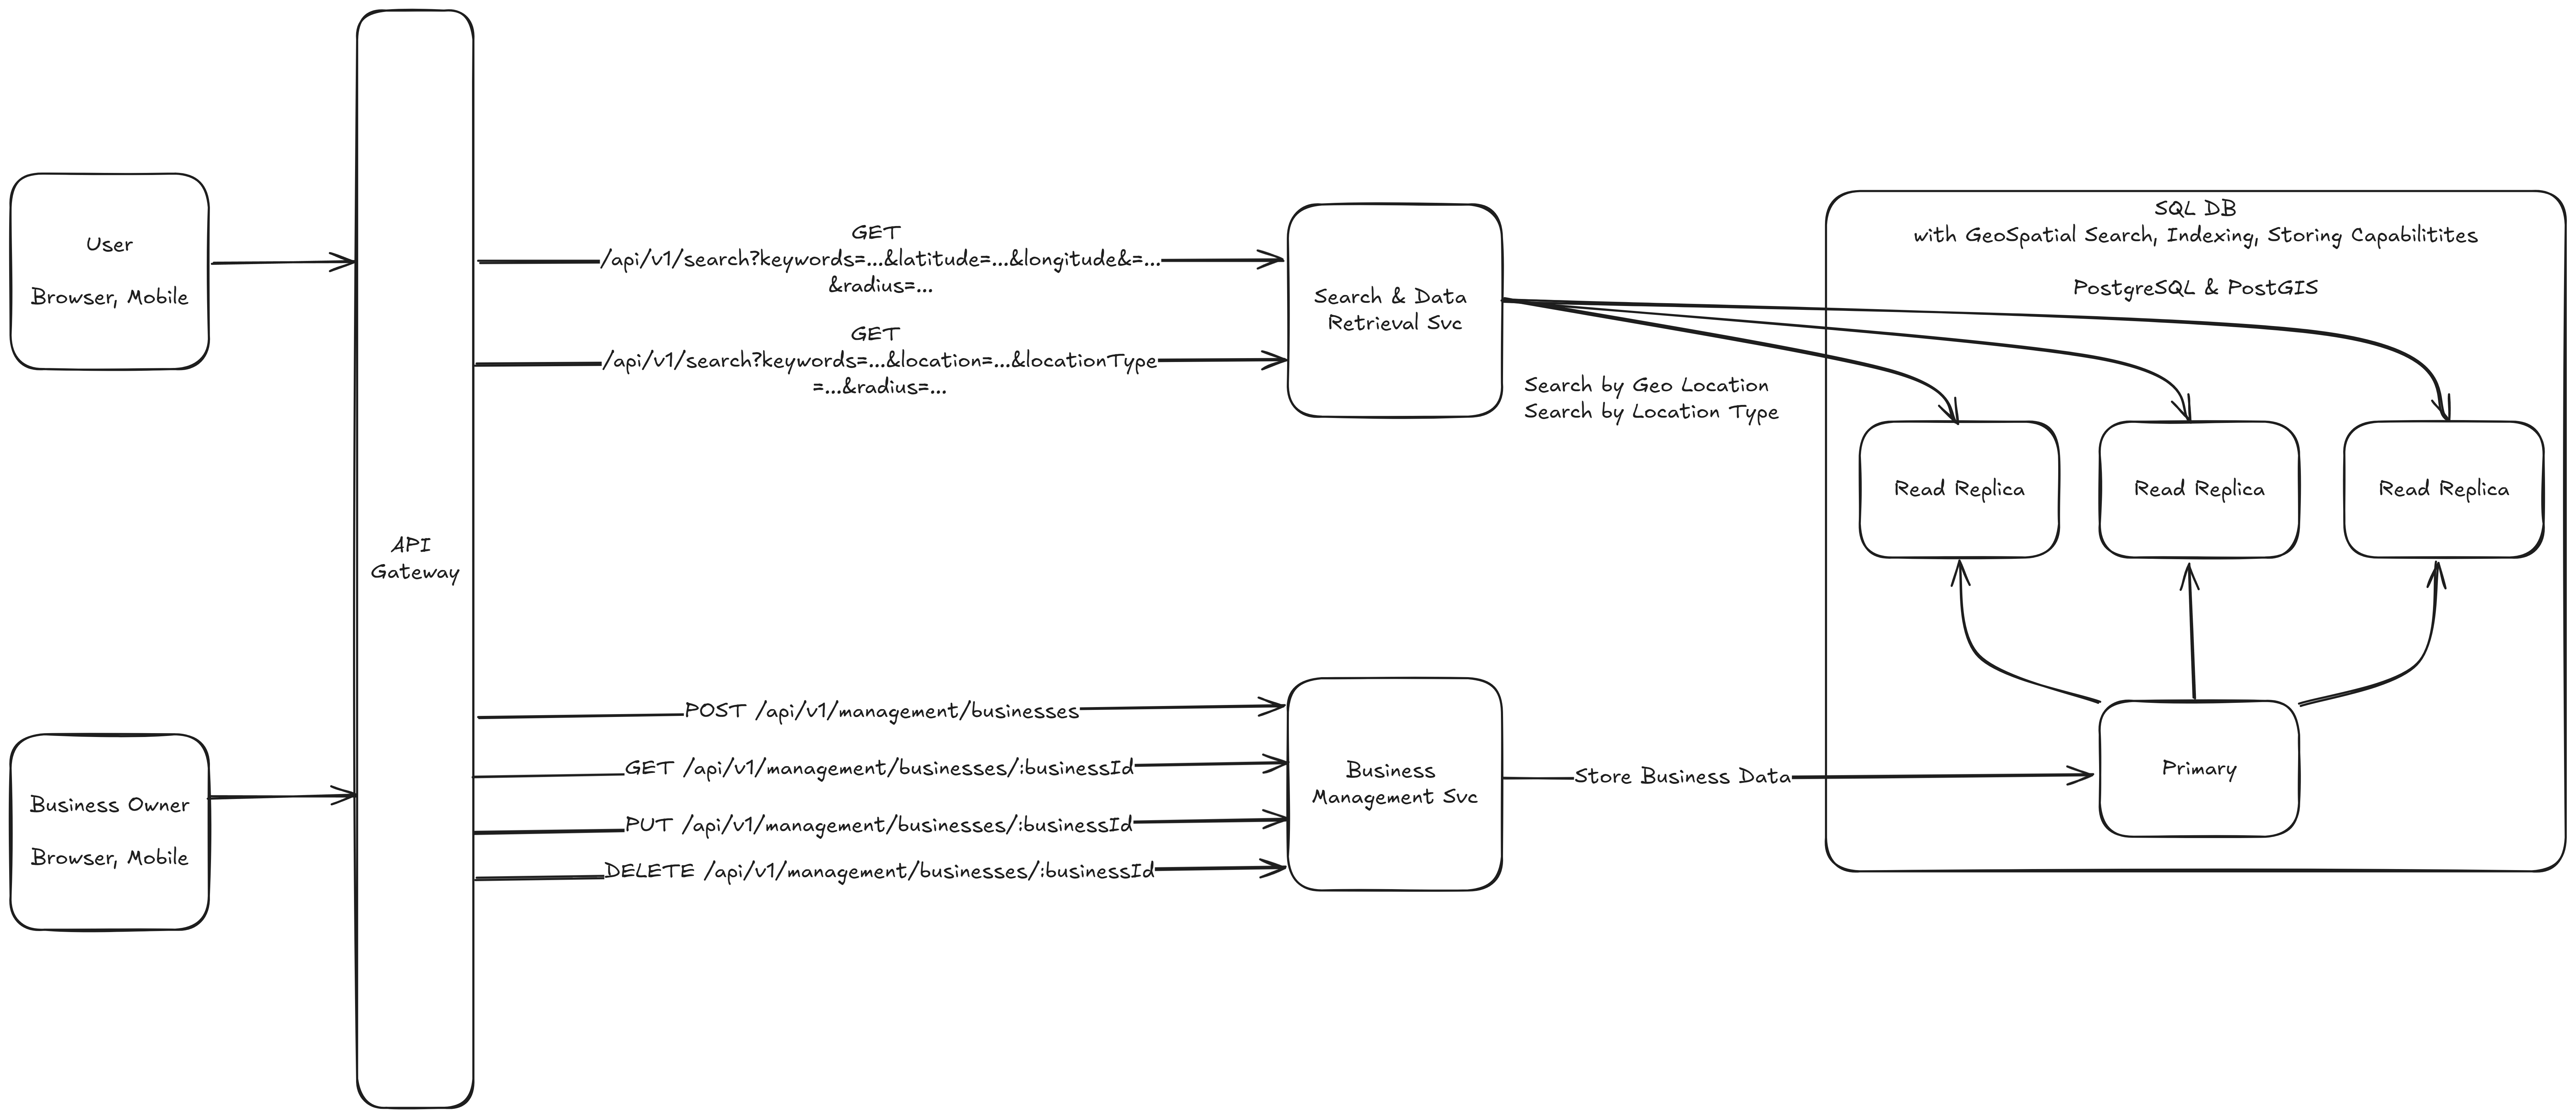 User
Browser, Mobile
Business Owner
Browser, Mobile
API
Gateway
GET
/api/v1/search?keywords=...&latitude=...&longitude&=...
&radius=...
GET
/api/v1/search?keywords=...&location=...&locationType
=...&radius=...
POST /api/v1/management/businesses
GET /api/v1/management/businesses/:businessId
PUT /api/v1/management/businesses/:businessId
DELETE /api/v1/management/businesses/:businessId
Search & Data
Retrieval Svc
Business
Management Svc
Search by Geo Location
Search by Location Type
Store Business Data
SQL DB
with GeoSpatial Search, Indexing, Storing Capabilitites
PostgreSQL & PostGIS
Read Replica
Read Replica
Read Replica
Primary